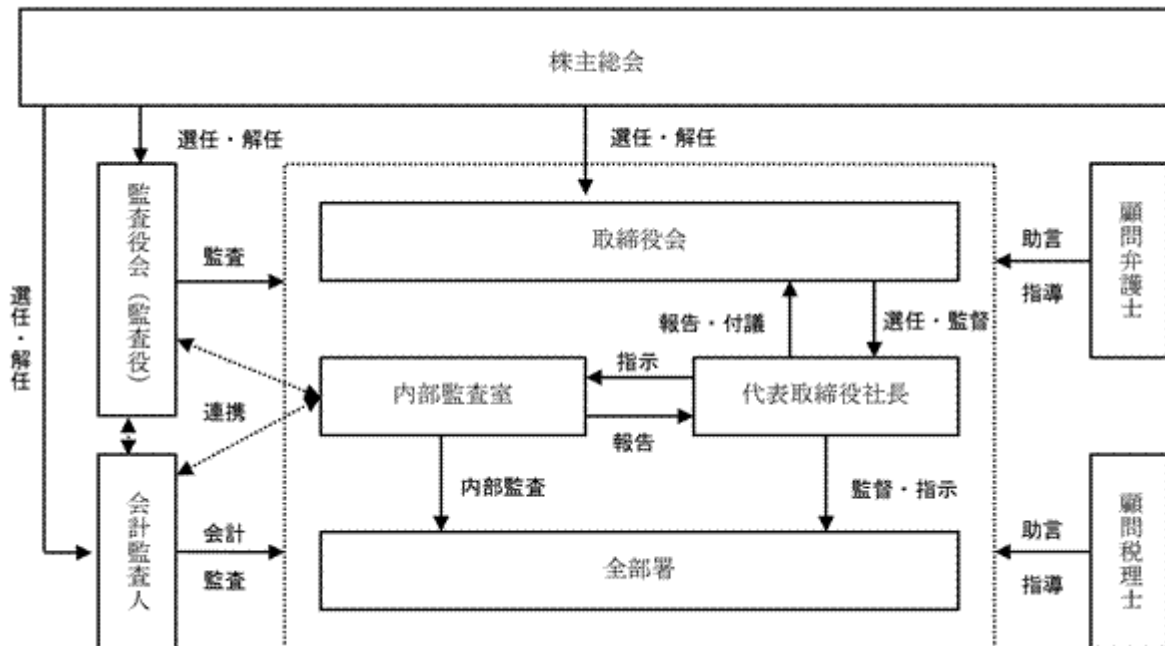 株主総会
選任・解任
選任・解任
選任・解任
監査役会（監査役）
監査
取締役会
助言
指導
顧問弁護士
報告・付議
選任・監督
内部監査室
指示
報告
代表取締役社長
連携
内部監査
監督・指示
会計監査人
会計
監査
全部署
助言
指導
顧問税理士